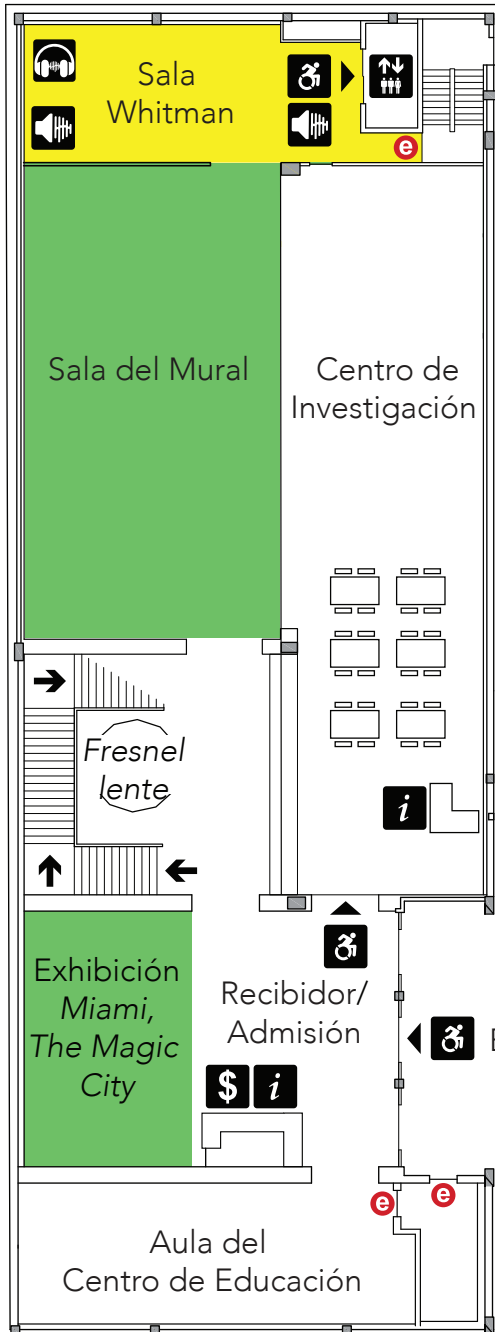 Sala
Whitman
e
Sala del Mural
Centro de
Investigación
Fresnel
lente
i
Exhibición
Miami,
The Magic
City
Recibidor/
Admisión
E
$ i
e
e
Aula del
Centro de Educación